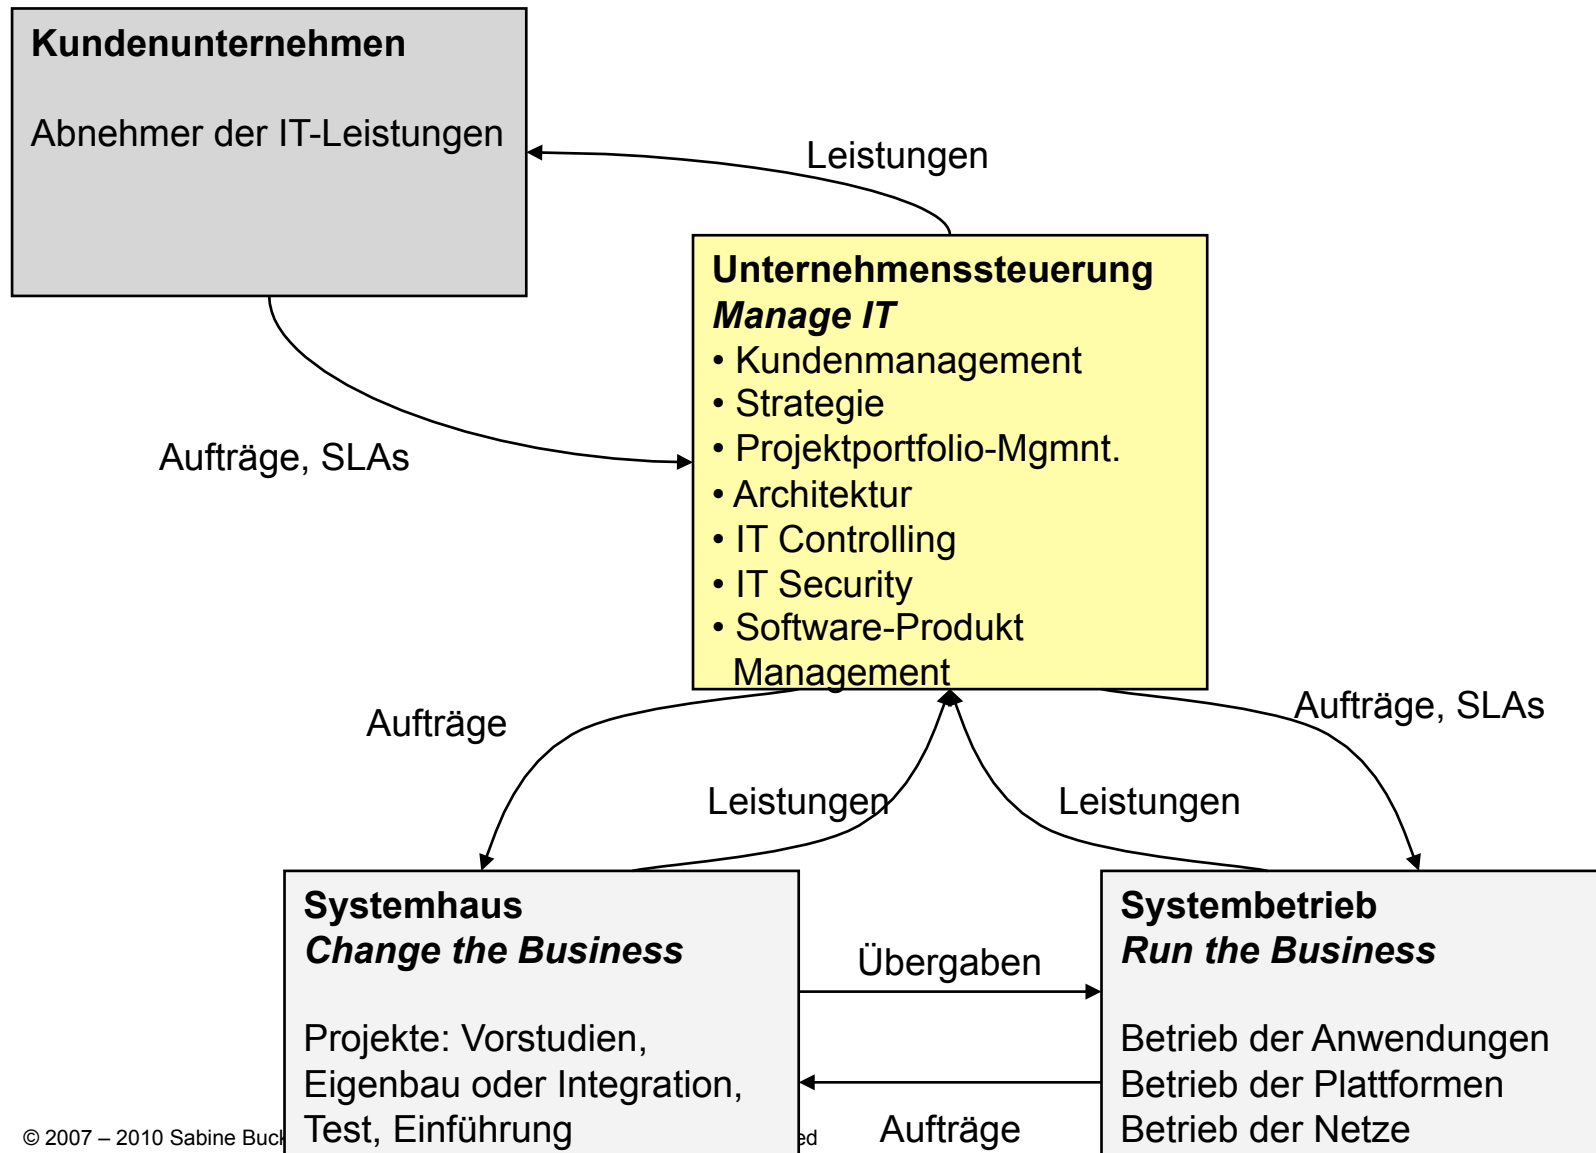 Kundenunternehmen
Abnehmer der IT-Leistungen
Leistungen
Unternehmenssteuerung
Manage IT
• Kundenmanagement
• Strategie
• Projektportfolio-Mgmnt.
• Architektur
• IT Controlling
• IT Security
• Software-Produkt
Management
Aufträge, SLAs
Aufträge
Aufträge, SLAs
Leistungen
Leistungen
Systemhaus
Change the Business
Projekte: Vorstudien,
Eigenbau oder Integration,
Test, Einführung
Übergaben
Aufträge
Systembetrieb
Run the Business
Betrieb der Anwendungen
Betrieb der Plattformen
Betrieb der Netze
© 2007 – 2010 Sabine